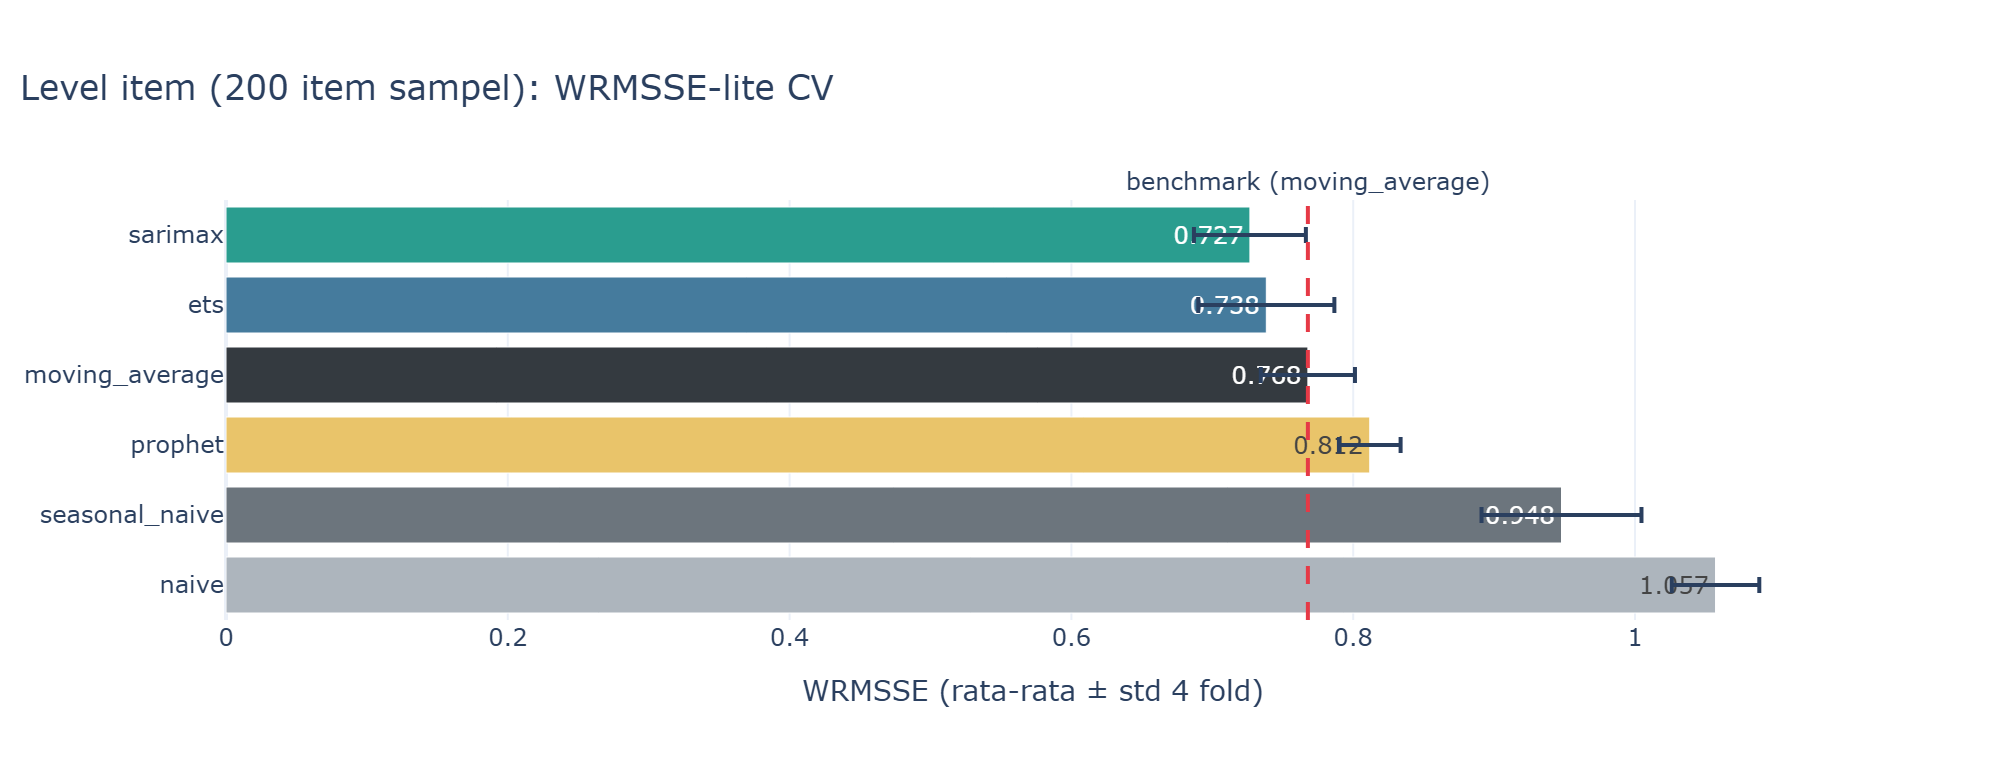 Level item (200 item sampel): WRMSSE-lite CV
benchmark (moving_average)
sarimax
0.727
ets
0.738
moving_average
0.768
prophet
0.812
seasonal_naive
0.948
naive
1.057
0 0.2 0.4 0.6 0.8 1
WRMSSE (rata-rata ± std 4 fold)